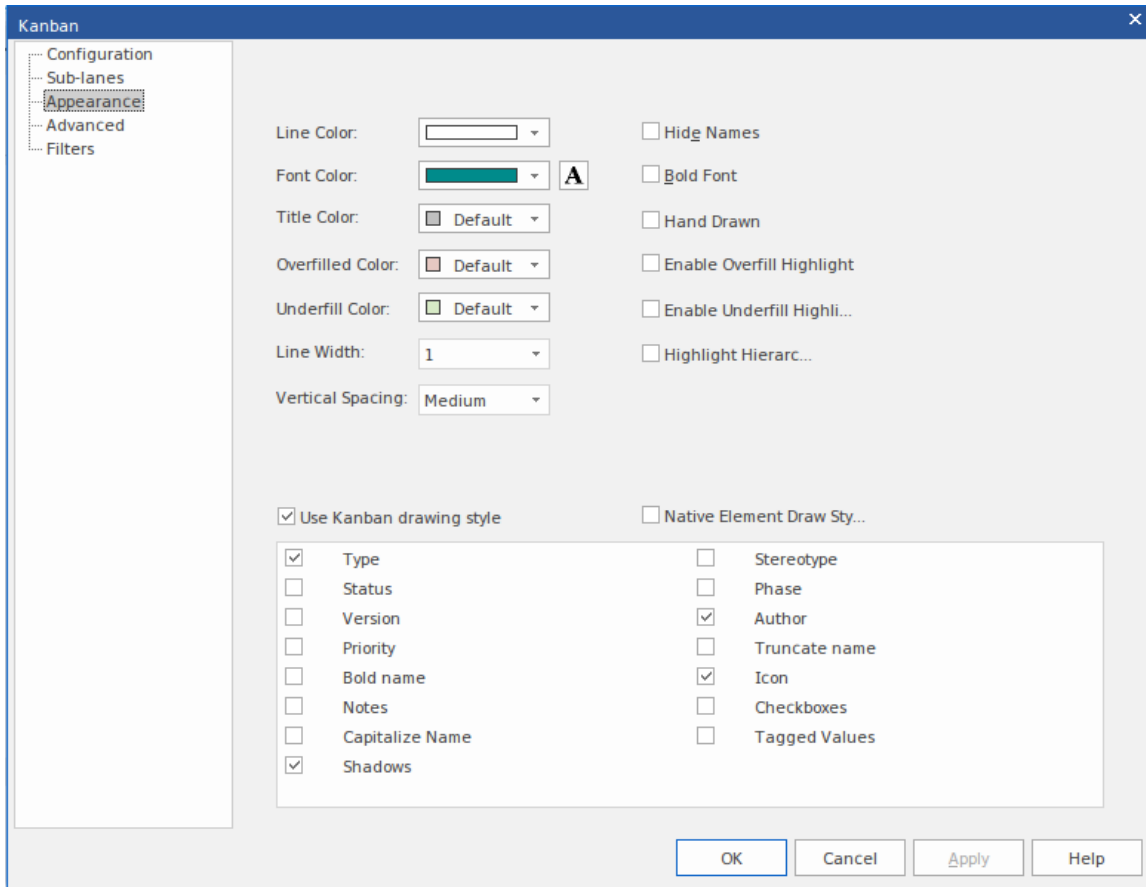 Kanban
Configuration
Sub-lanes
Appearance
Advanced
Filters
Line Color:
Hide Names
Font Color:
A
Bold Font
Title Color:
Default
Hand Drawn
Overfilled Color:
Default
Enable Overfill Highlight
Underfill Color:
Default
Enable Underfill Highli...
Line Width:
1
Highlight Hierarc...
Vertical Spacing:
Medium
Use Kanban drawing style
Native Element Draw Sty...
Type
Stereotype
Status
Phase
Version
Author
Priority
Truncate name
Bold name
Icon
Notes
Checkboxes
Capitalize Name
Tagged Values
Shadows
OK
Cancel
Apply
Help